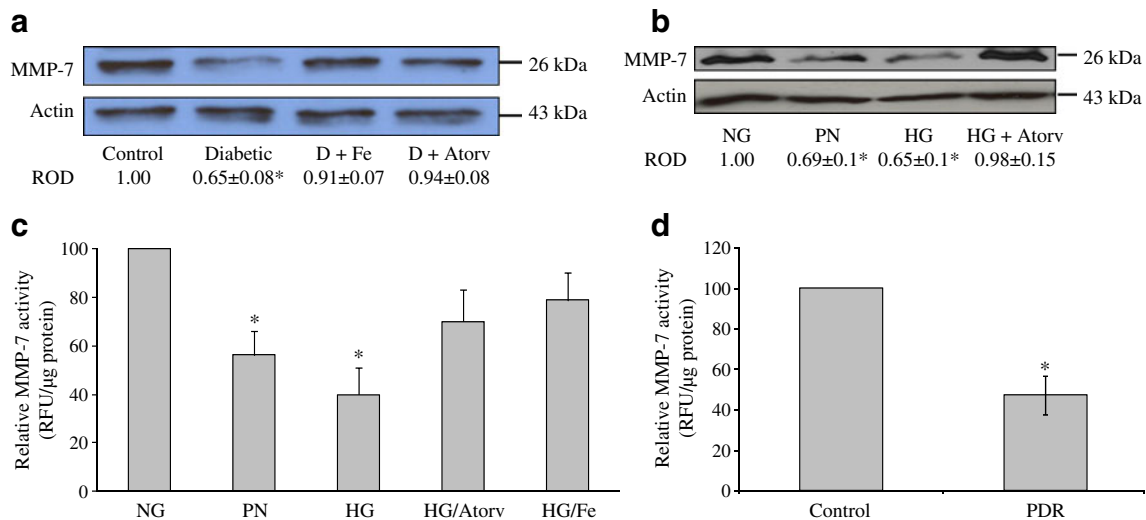 a
MMP-7
26 kDa
Actin
43 kDa
Control Diabetic D + Fe D + Atorv
ROD 1.00 0.65±0.08* 0.91±0.07 0.94±0.08
b
MMP-7
26 kDa
Actin
43 kDa
NG PN HG HG + Atorv
ROD 1.00 0.69±0.1* 0.65±0.1* 0.98±0.15
c
Relative MMP-7 activity
(RFU/μg protein)
100
80
60
40
20
0
* *
NG PN HG HG/Atorv HG/Fe
d
Relative MMP-7 activity
(RFU/μg protein)
120
100
80
60
40
20
0
*
Control PDR